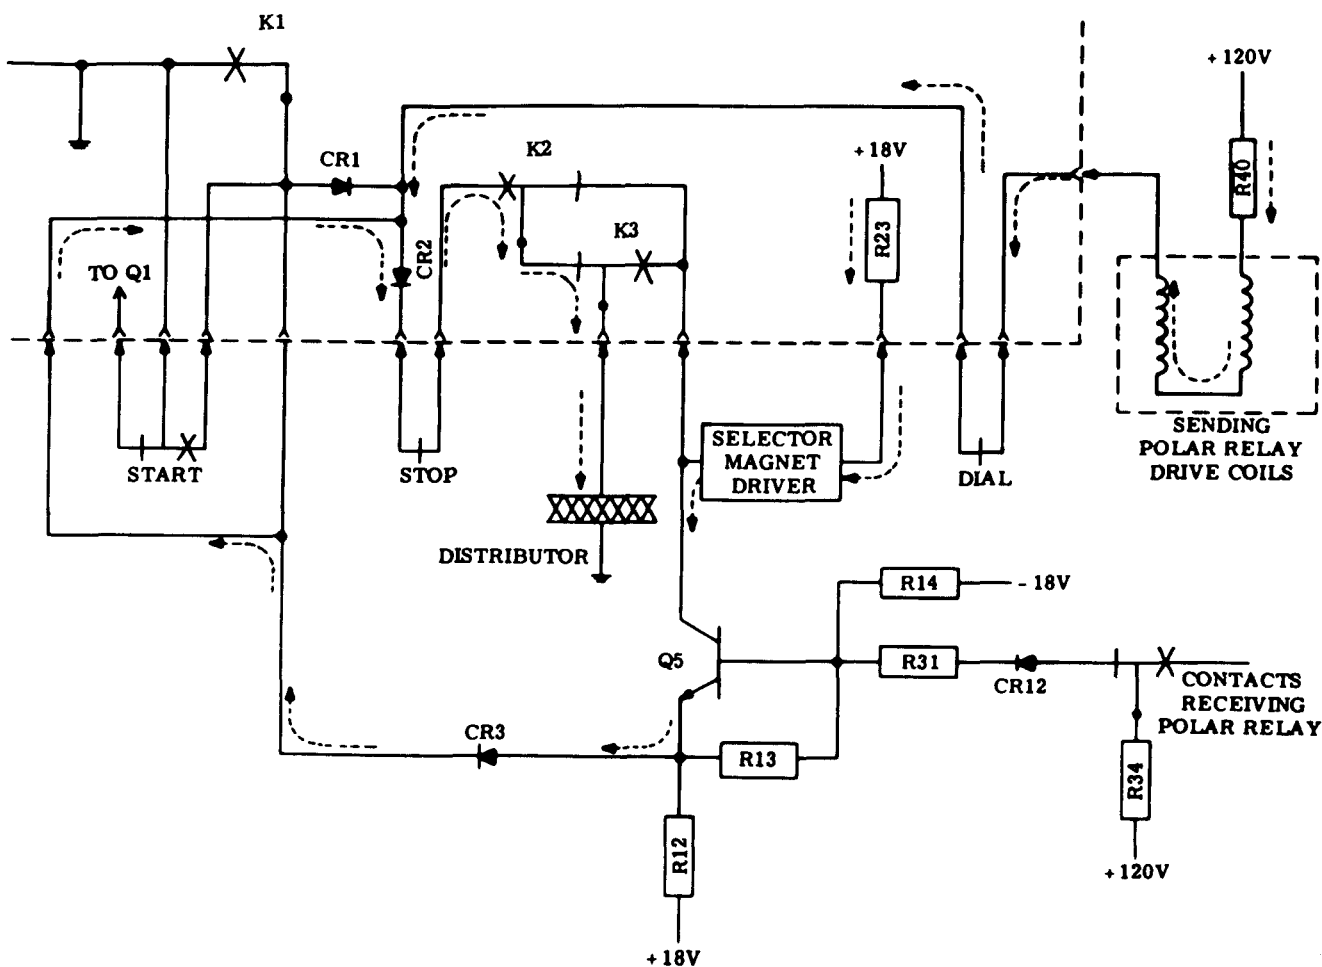 K1
+120V
CR1
K2
+18V
R40
K3
R23
CR2
TO Q1
START
STOP
SELECTOR
MAGNET
DRIVER
DIAL
SENDING
POLAR RELAY
DRIVE COILS
DISTRIBUTOR
R14
- 18V
Q5
R31
CR12
CONTACTS
RECEIVING
POLAR RELAY
CR3
R13
R34
R12
+120V
+18V